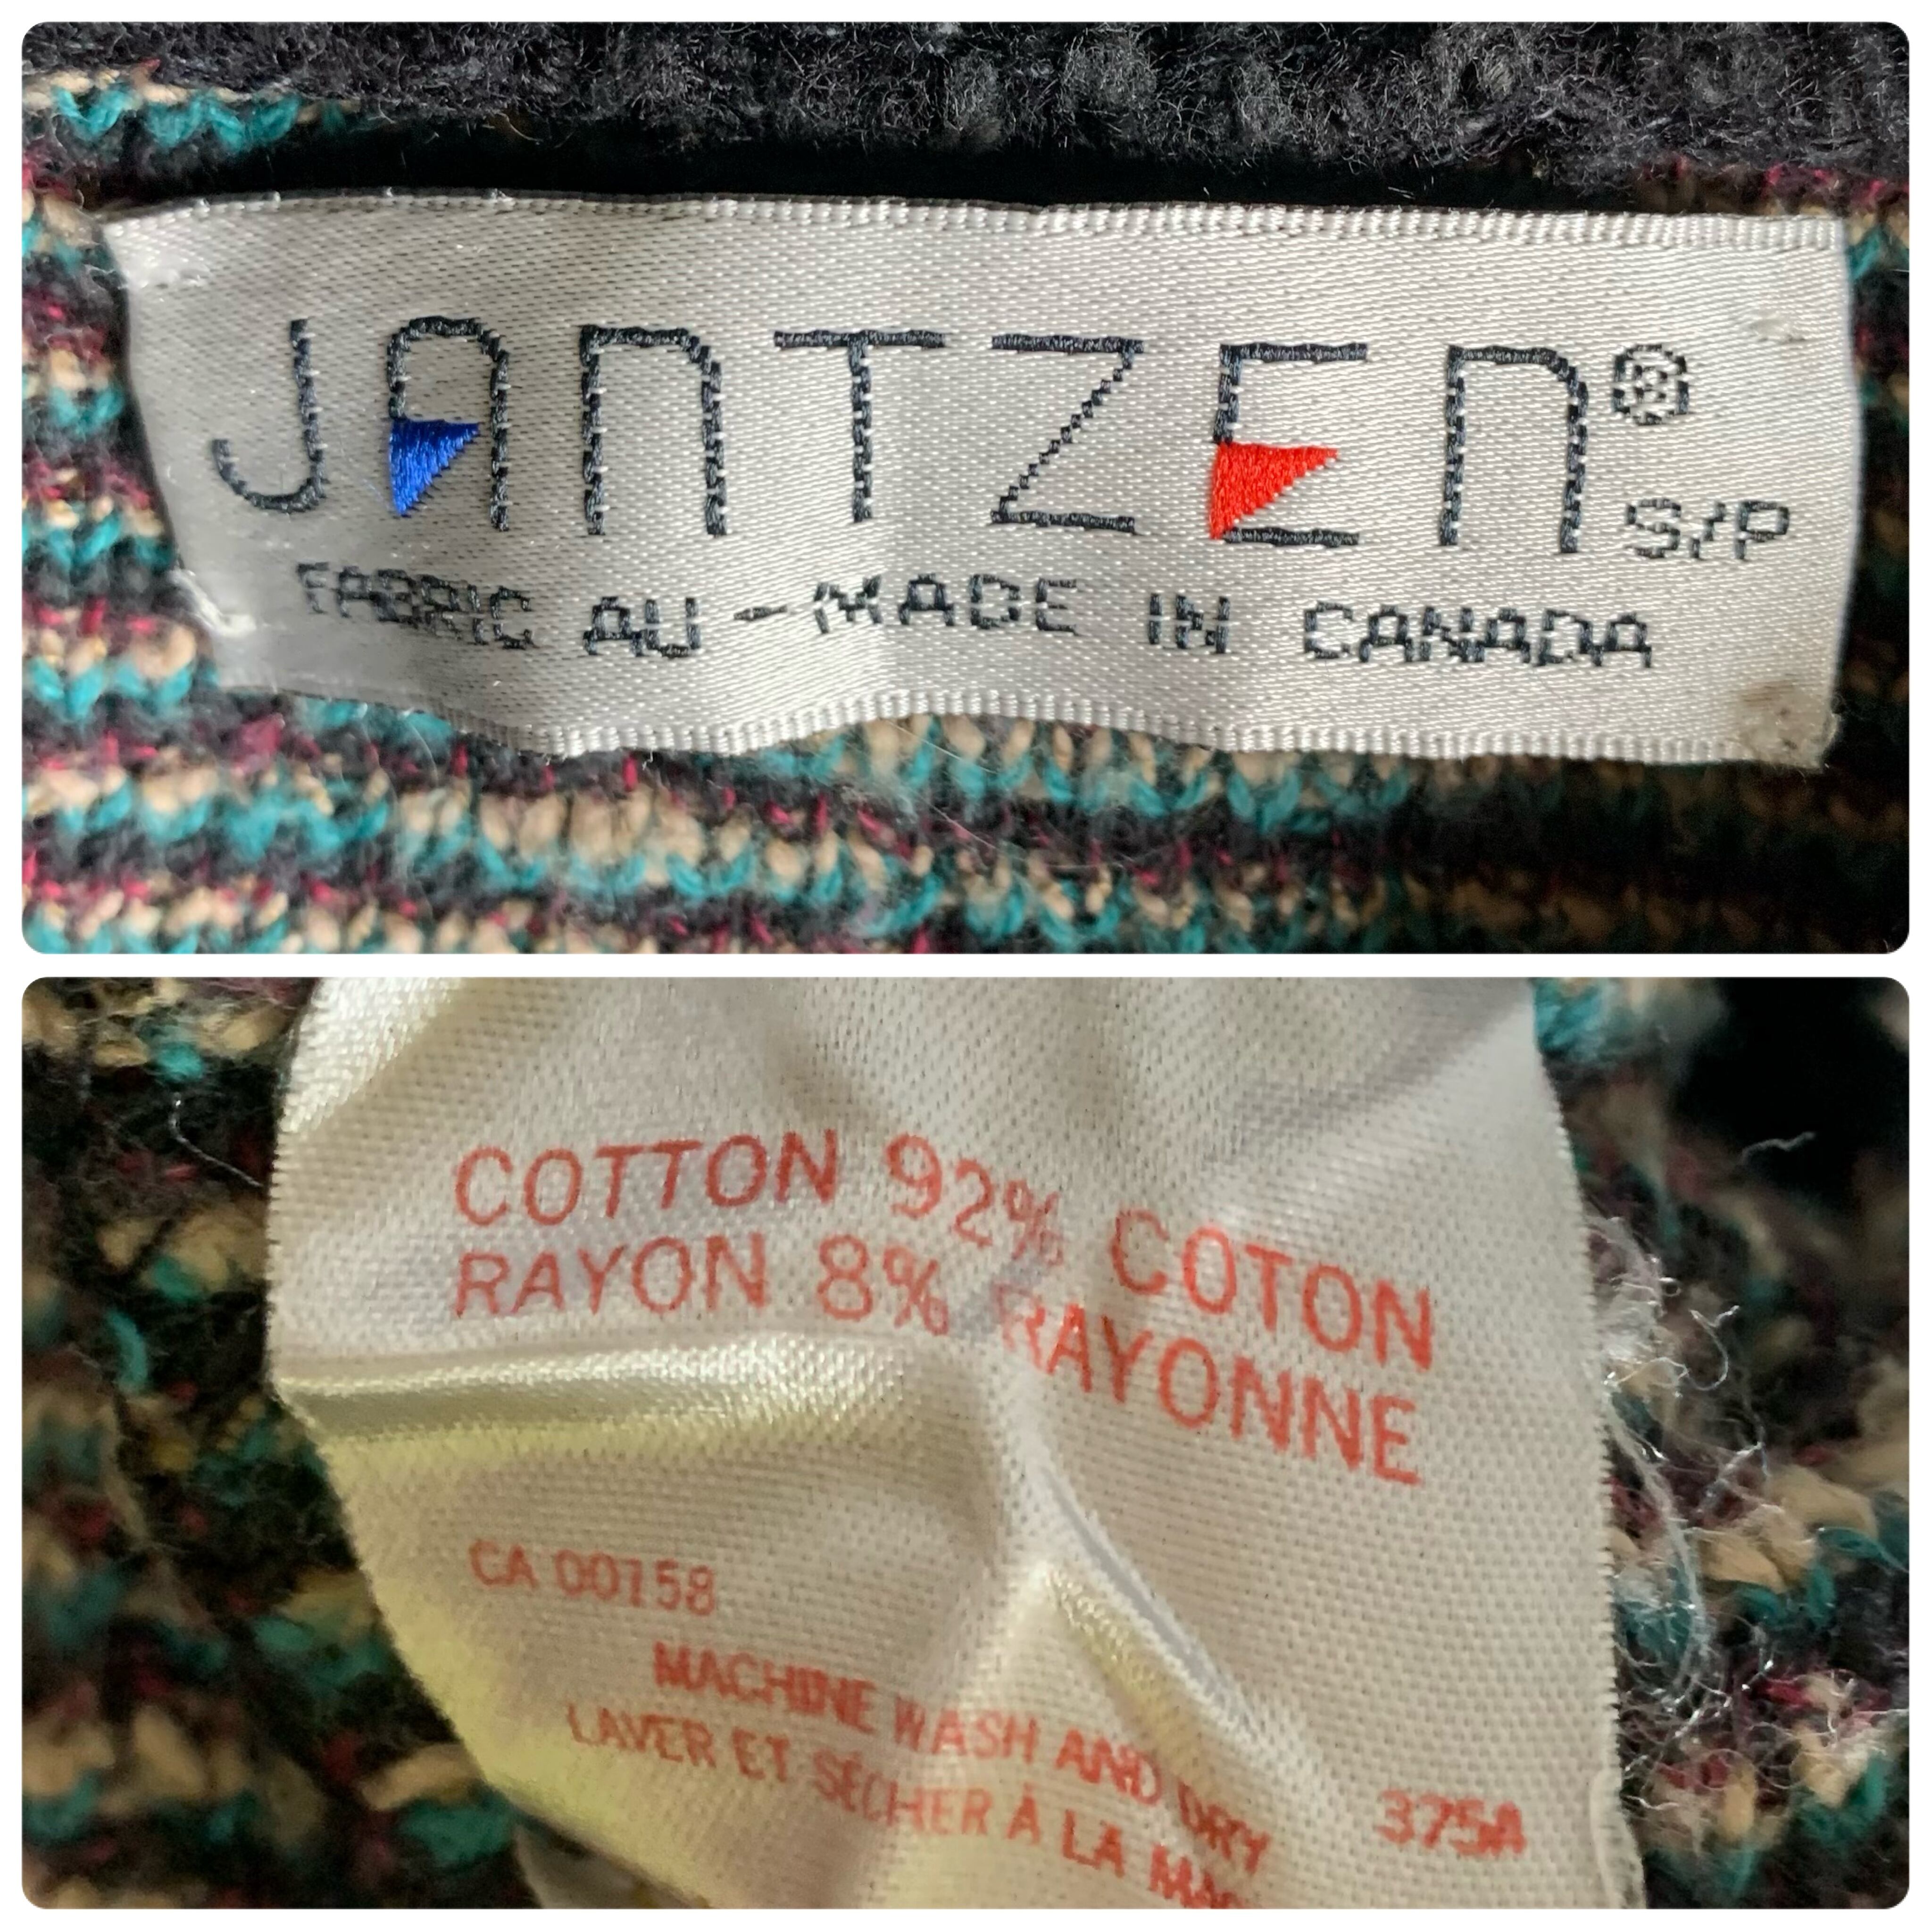 JANTZEN®
S/P
FABRIC AU - MADE IN CANADA
COTTON 92% COTON
RAYON 8% RAYONNE
CA 00158
MACHINE WASH AND DRY
LAVER ET SÉCHER À LA
375A